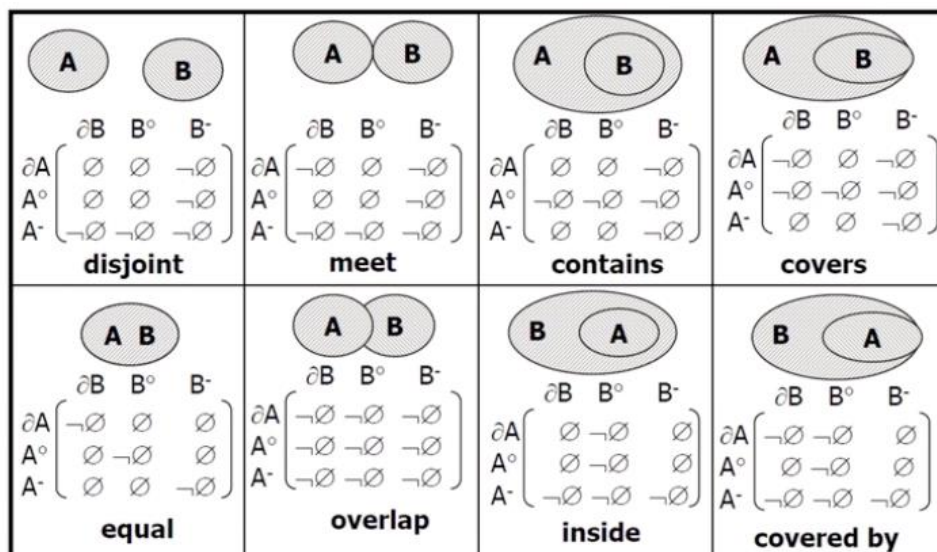 A
B
∂B B° B⁻
∂A ∅ ∅ ¬∅
A° ∅ ∅ ¬∅
A⁻ ¬∅ ¬∅ ¬∅
disjoint
A B
∂B B° B⁻
∂A ¬∅ ∅ ¬∅
A° ∅ ∅ ¬∅
A⁻ ¬∅ ¬∅ ¬∅
meet
A
B
∂B B° B⁻
∂A ∅ ∅ ¬∅
A° ¬∅ ¬∅ ¬∅
A⁻ ∅ ∅ ¬∅
contains
A B
∂B B° B⁻
∂A ¬∅ ∅ ¬∅
A° ¬∅ ¬∅ ¬∅
A⁻ ∅ ∅ ¬∅
covers
A B
∂B B° B⁻
∂A ¬∅ ∅ ∅
A° ∅ ¬∅ ∅
A⁻ ∅ ∅ ¬∅
equal
A B
∂B B° B⁻
∂A ¬∅ ¬∅ ¬∅
A° ¬∅ ¬∅ ¬∅
A⁻ ¬∅ ¬∅ ¬∅
overlap
B A
∂B B° B⁻
∂A ∅ ¬∅ ∅
A° ∅ ¬∅ ∅
A⁻ ¬∅ ¬∅ ¬∅
inside
B A
∂B B° B⁻
∂A ¬∅ ¬∅ ∅
A° ∅ ¬∅ ∅
A⁻ ¬∅ ¬∅ ¬∅
covered by